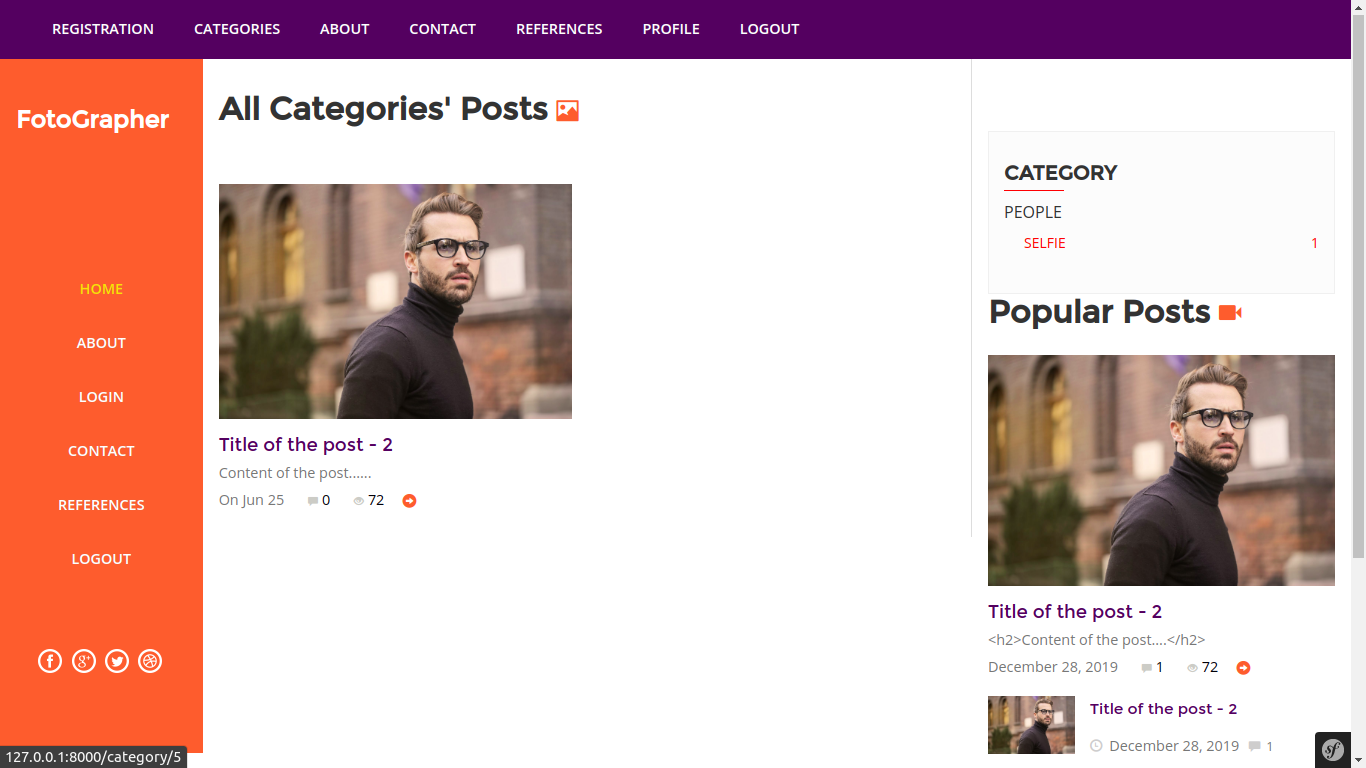 REGISTRATION CATEGORIES ABOUT CONTACT REFERENCES PROFILE LOGOUT
FotoGrapher
HOME
ABOUT
LOGIN
CONTACT
REFERENCES
LOGOUT
All Categories' Posts
Title of the post - 2
Content of the post......
On Jun 25 0 72
CATEGORY
PEOPLE
SELFIE 1
Popular Posts
Title of the post - 2
<h2>Content of the post....</h2>
December 28, 2019 1 72
Title of the post - 2
December 28, 2019 1
127.0.0.1:8000/category/5